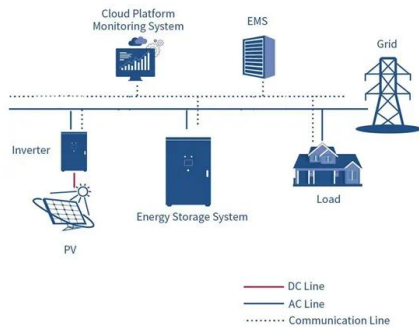 Cloud Platform
Monitoring System
EMS
Grid
Inverter
Energy Storage System
Load
PV
DC Line
AC Line
Communication Line